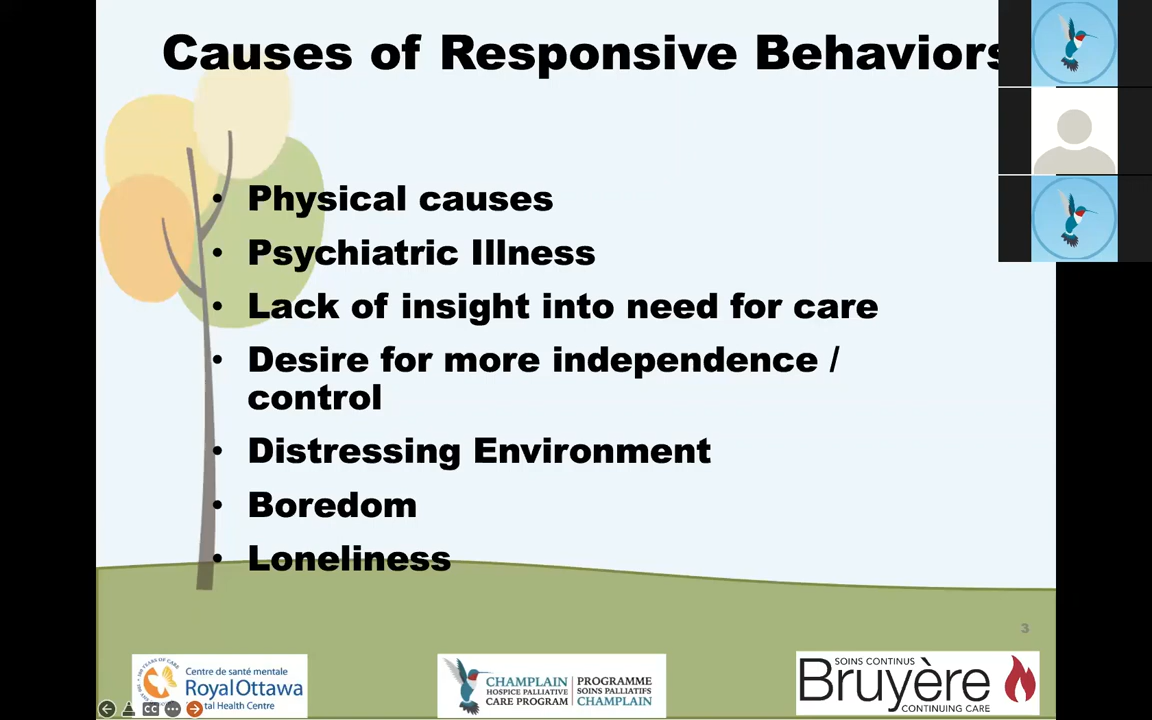 Causes of Responsive Behaviors
• Physical causes
• Psychiatric Illness
• Lack of insight into need for care
• Desire for more independence /
control
• Distressing Environment
• Boredom
• Loneliness
3
Centre de santé mentale
Royal Ottawa
Health Centre
CHAMPLAIN
HOSPICE PALLIATIVE
CARE PROGRAM
PROGRAMME
SOINS PALLIATIFS
CHAMPLAIN
SOINS CONTINUS
Bruyère
CONTINUING CARE
CC